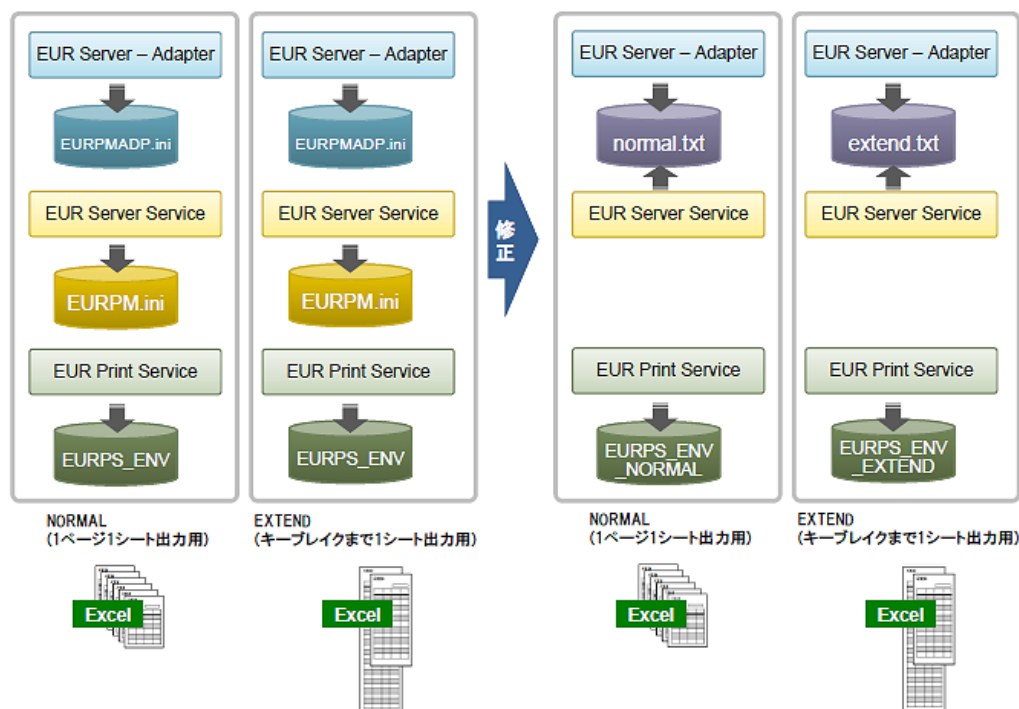 EUR Server – Adapter
EURPMADP.ini
EUR Server Service
EURPM.ini
EUR Print Service
EURPS_ENV
NORMAL
(1ページ1シート出力用)
Excel
EUR Server – Adapter
EURPMADP.ini
EUR Server Service
EURPM.ini
EUR Print Service
EURPS_ENV
EXTEND
(キーブレイクまで1シート出力用)
Excel
修
正
EUR Server – Adapter
normal.txt
EUR Server Service
EUR Print Service
EURPS_ENV
_NORMAL
NORMAL
(1ページ1シート出力用)
Excel
EUR Server – Adapter
extend.txt
EUR Server Service
EUR Print Service
EURPS_ENV
_EXTEND
EXTEND
(キーブレイクまで1シート出力用)
Excel